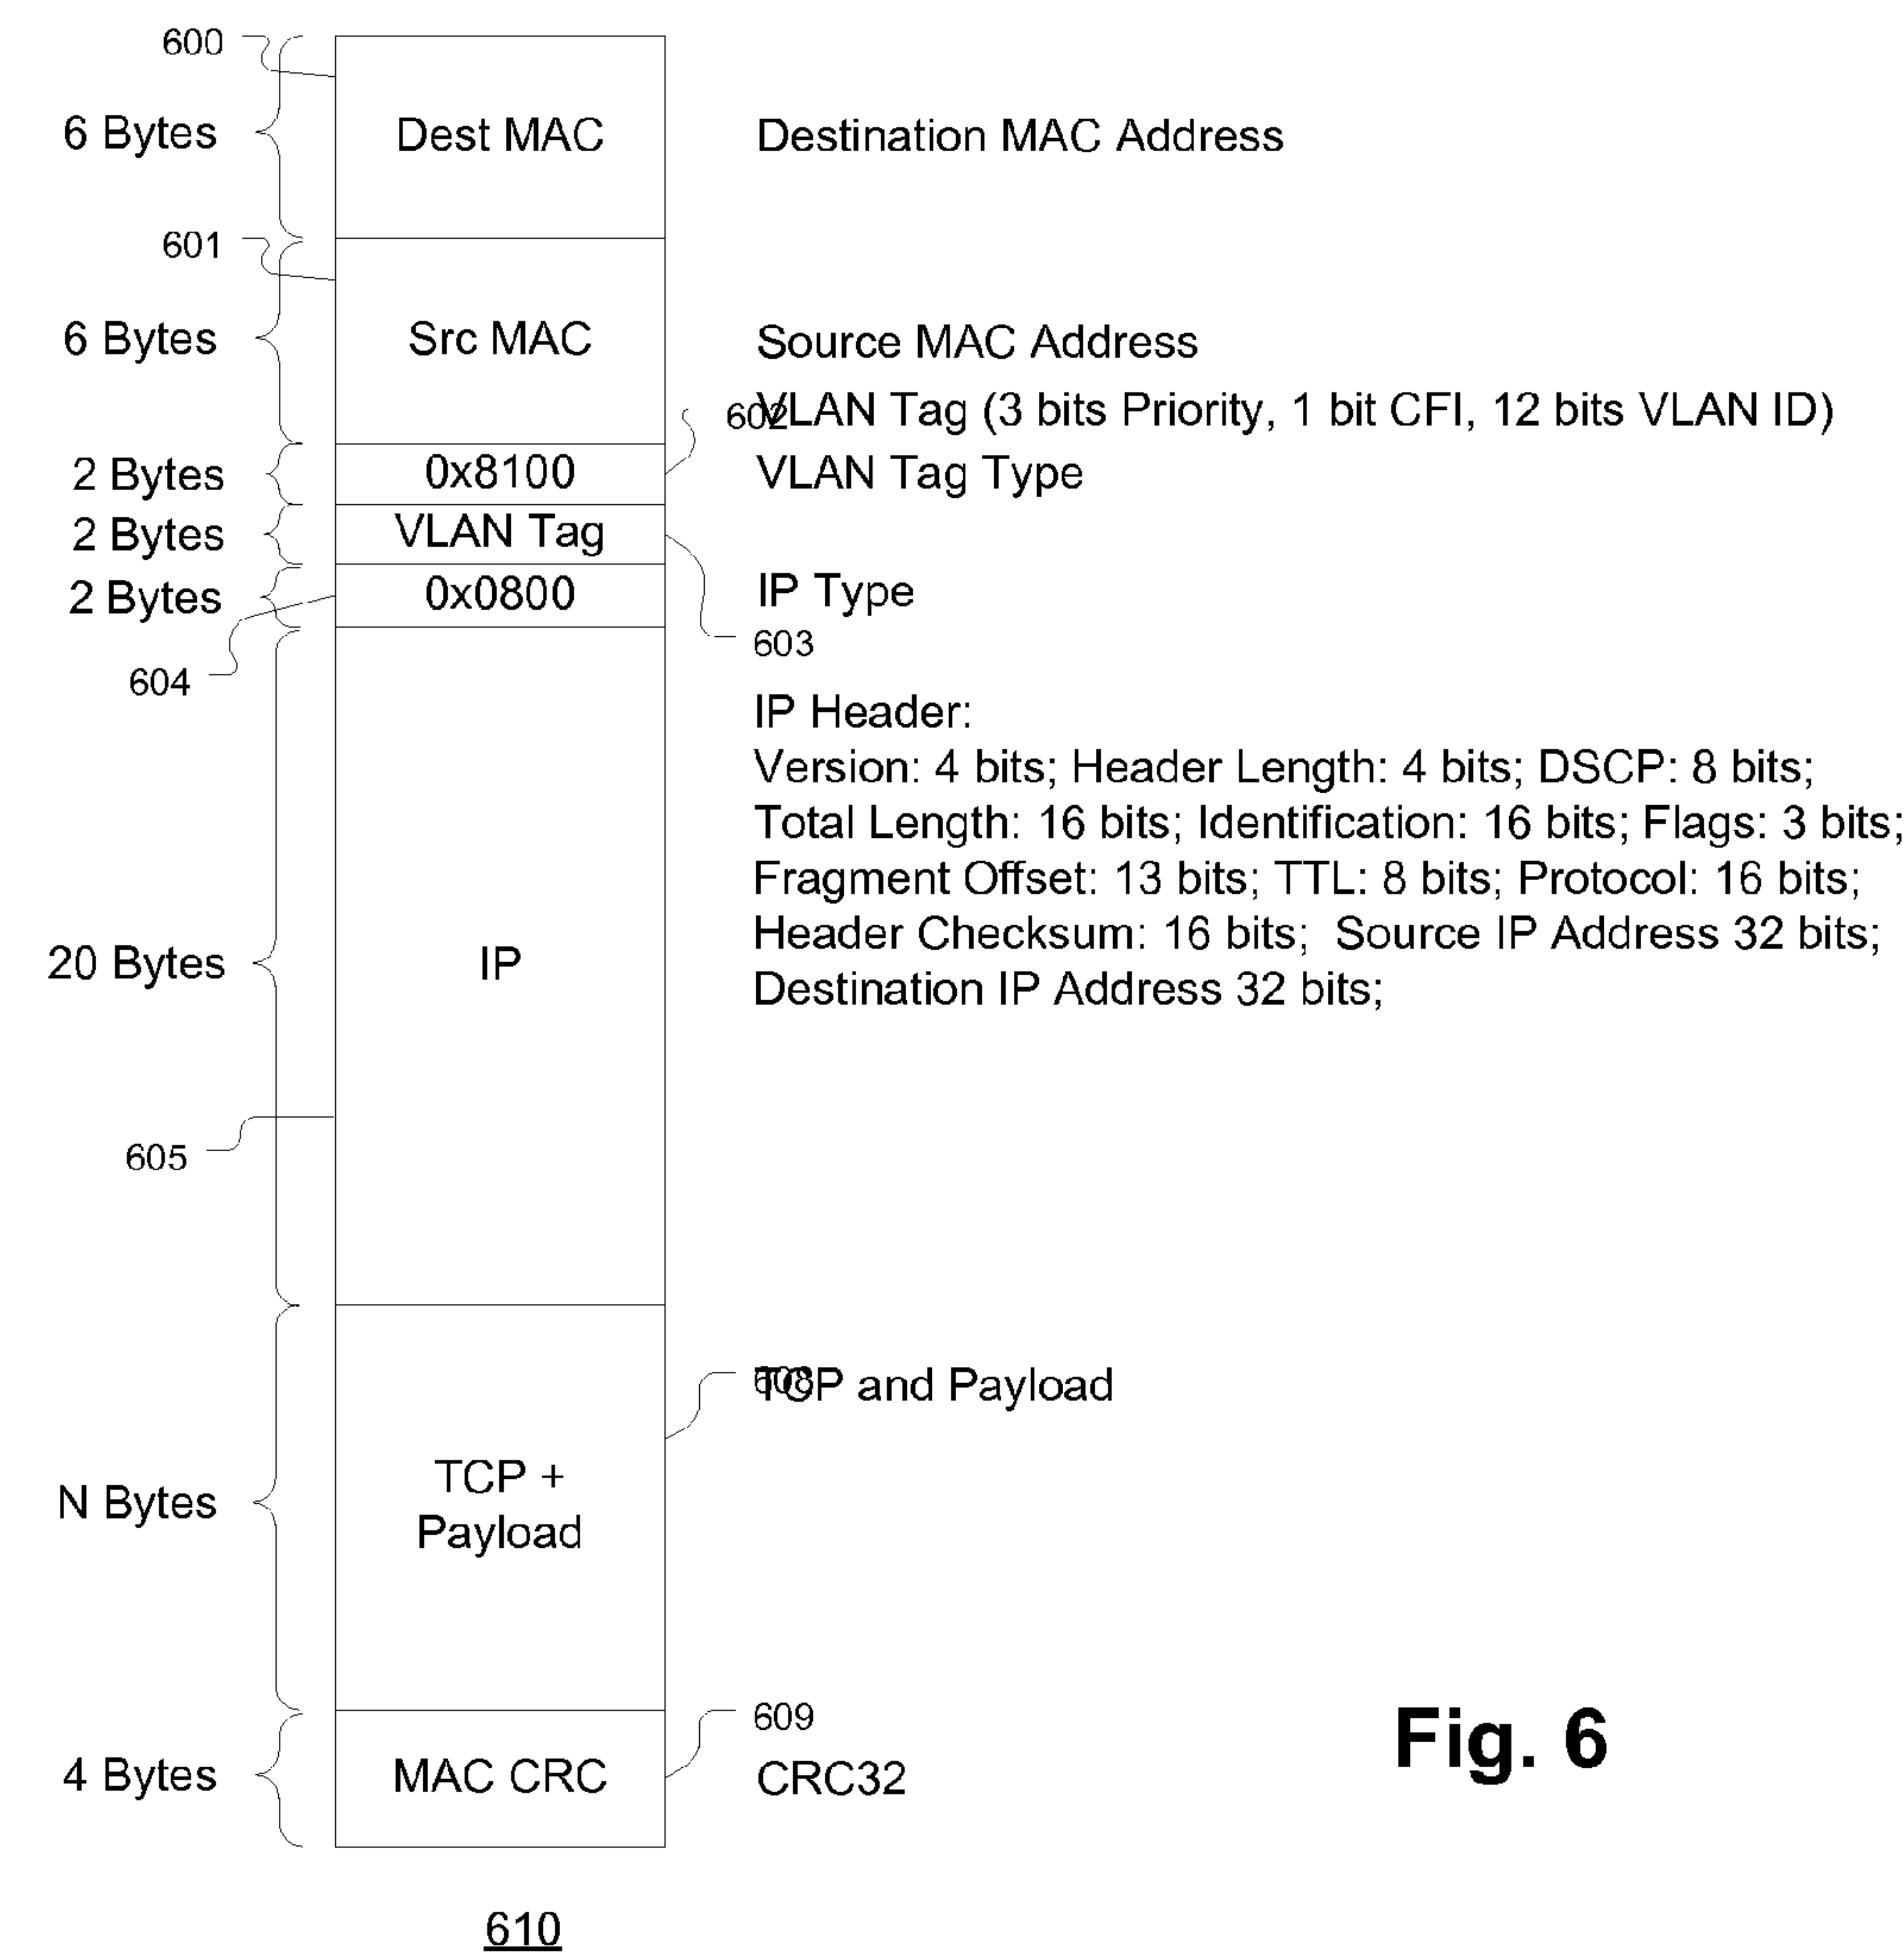 600
6 Bytes
Dest MAC
Destination MAC Address
601
6 Bytes
Src MAC
Source MAC Address
602
VLAN Tag (3 bits Priority, 1 bit CFI, 12 bits VLAN ID)
2 Bytes
0x8100
VLAN Tag Type
2 Bytes
VLAN Tag
2 Bytes
0x0800
IP Type
603
604
IP Header:
Version: 4 bits; Header Length: 4 bits; DSCP: 8 bits;
Total Length: 16 bits; Identification: 16 bits; Flags: 3 bits;
Fragment Offset: 13 bits; TTL: 8 bits; Protocol: 16 bits;
Header Checksum: 16 bits; Source IP Address 32 bits;
Destination IP Address 32 bits;
20 Bytes
IP
605
608
TCP and Payload
N Bytes
TCP +
Payload
609
4 Bytes
MAC CRC
CRC32
Fig. 6
610